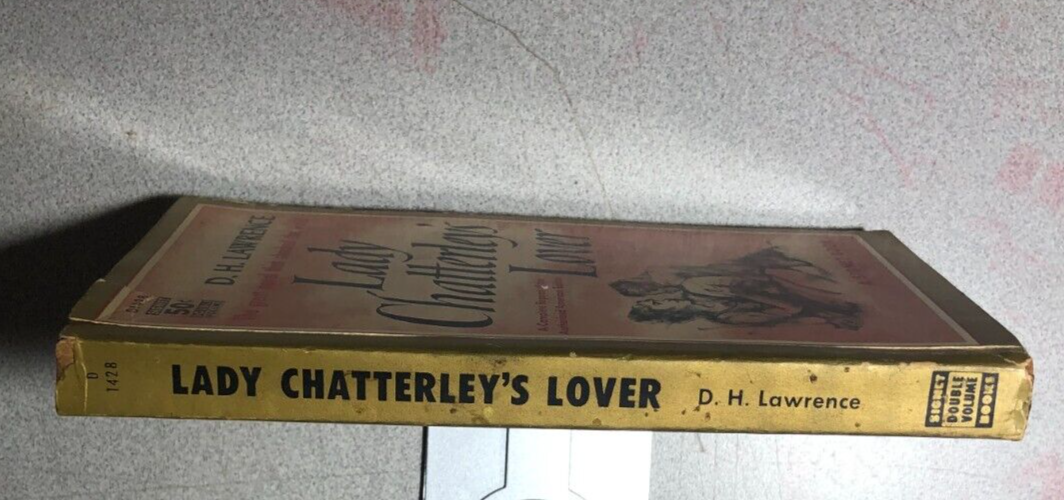 D. H. LAWRENCE
50¢
Lady
Chatterley's
Lover
D
1428
LADY CHATTERLEY'S LOVER
D. H. Lawrence
SIGNET
DOUBLE
VOLUME
BOOKS